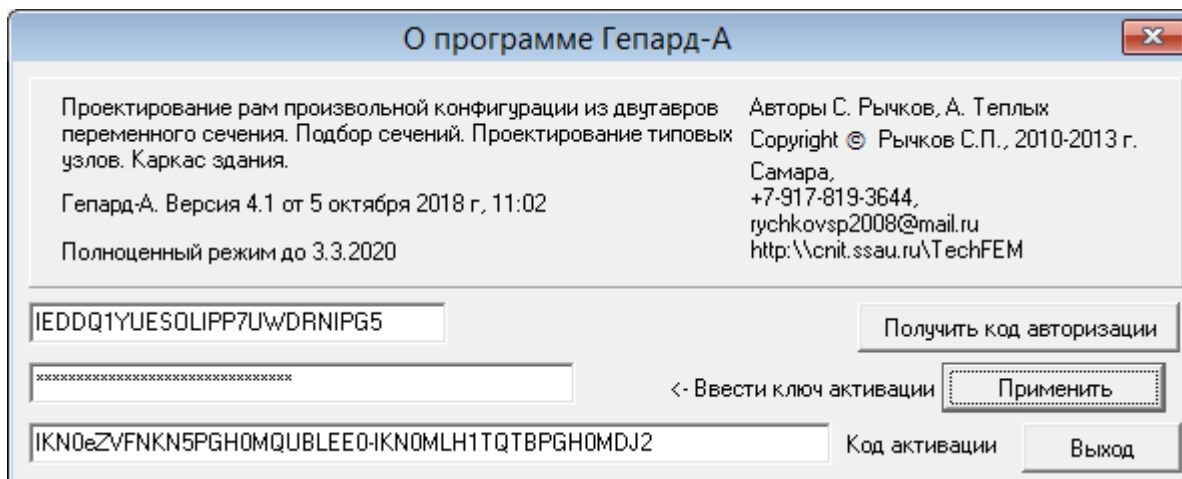 О программе Гепард-А
Проектирование рам произвольной конфигурации из двутавров
переменного сечения. Подбор сечений. Проектирование типовых
узлов. Каркас здания.
Гепард-А. Версия 4.1 от 5 октября 2018 г, 11:02
Полноценный режим до 3.3.2020
Авторы С. Рычков, А. Теплых
Copyright © Рычков С.П., 2010-2013 г.
Самара,
+7-917-819-3644,
rychkovsp2008@mail.ru
http:\\cnit.ssau.ru\TechFEM
IEDDQ1YUESOLIPP7UWDRNIPG5
Получить код авторизации
********************************
<- Ввести ключ активации
Применить
IKN0eZVFNKN5PGH0MQUBLEE0-IKN0MLH1TQTBPGH0MDJ2
Код активации
Выход